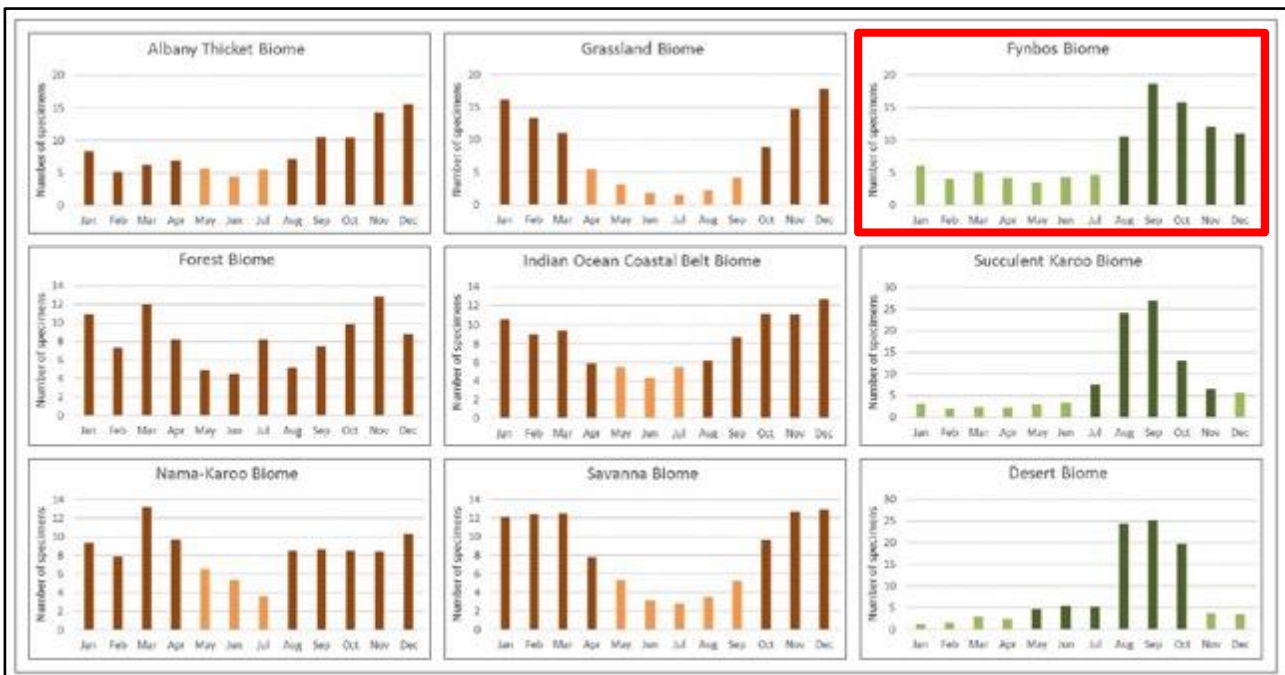 Albany Thicket Biome
Number of specimens
20
15
10
5
0
Jan Feb Mar Apr May Jun Jul Aug Sep Oct Nov Dec
Grassland Biome
Number of specimens
20
15
10
5
0
Jan Feb Mar Apr May Jun Jul Aug Sep Oct Nov Dec
Fynbos Biome
Number of specimens
20
15
10
5
0
Jan Feb Mar Apr May Jun Jul Aug Sep Oct Nov Dec
Forest Biome
Number of specimens
14
12
10
8
6
4
2
0
Jan Feb Mar Apr May Jun Jul Aug Sep Oct Nov Dec
Indian Ocean Coastal Belt Biome
Number of specimens
14
12
10
8
6
4
2
0
Jan Feb Mar Apr May Jun Jul Aug Sep Oct Nov Dec
Succulent Karoo Biome
Number of specimens
30
25
20
15
10
5
0
Jan Feb Mar Apr May Jun Jul Aug Sep Oct Nov Dec
Nama-Karoo Biome
Number of specimens
14
12
10
8
6
4
2
0
Jan Feb Mar Apr May Jun Jul Aug Sep Oct Nov Dec
Savanna Biome
Number of specimens
14
12
10
8
6
4
2
0
Jan Feb Mar Apr May Jun Jul Aug Sep Oct Nov Dec
Desert Biome
Number of specimens
30
25
20
15
10
5
0
Jan Feb Mar Apr May Jun Jul Aug Sep Oct Nov Dec